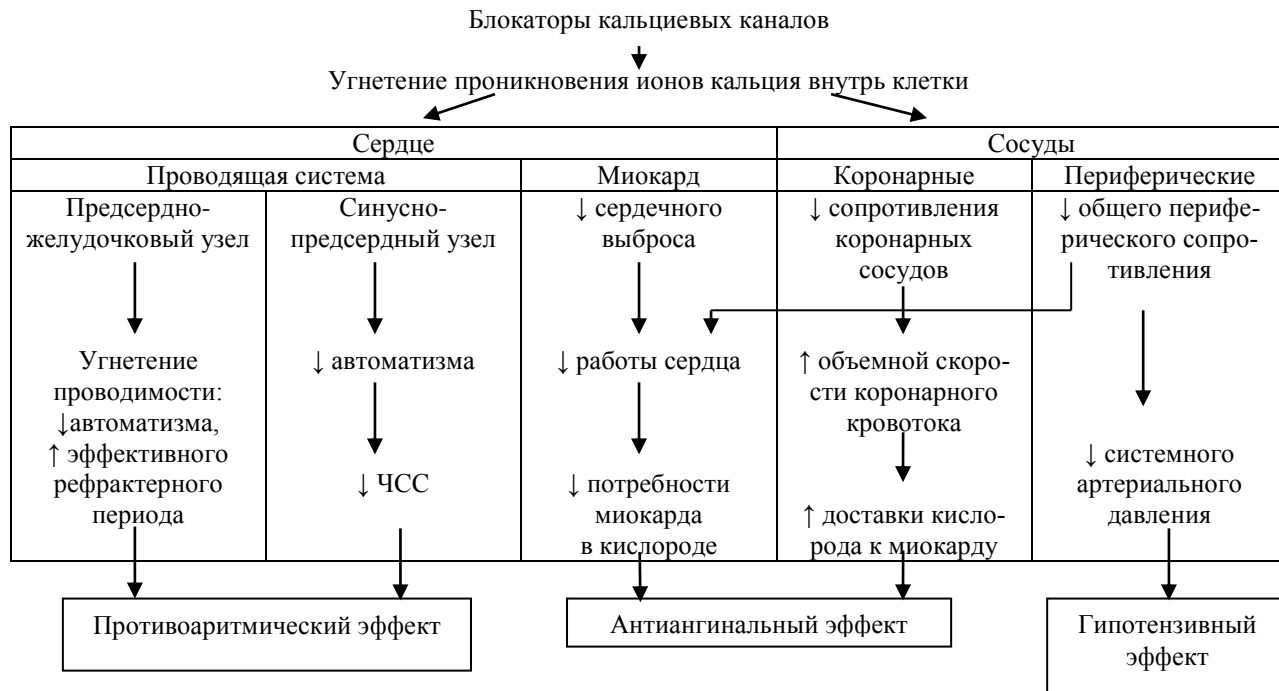 Блокаторы кальциевых каналов
Угнетение проникновения ионов кальция внутрь клетки
Сердце
Сосуды
Проводящая система
Миокард
Коронарные
Периферические
Предсердно-
желудочковый узел
Синусно-
предсердный узел
↓ сердечного
выброса
↓ сопротивления
коронарных
сосудов
↓ общего перифе-
рического сопро-
тивления
Угнетение
проводимости:
↓автоматизма,
↑ эффективного
рефрактерного
периода
↓ автоматизма
↓ ЧСС
↓ работы сердца
↓ потребности
миокарда
в кислороде
↑ объемной скоро-
сти коронарного
кровотока
↑ доставки кисло-
рода к миокарду
↓ системного
артериального
давления
Противоаритмический эффект
Антиангинальный эффект
Гипотензивный
эффект